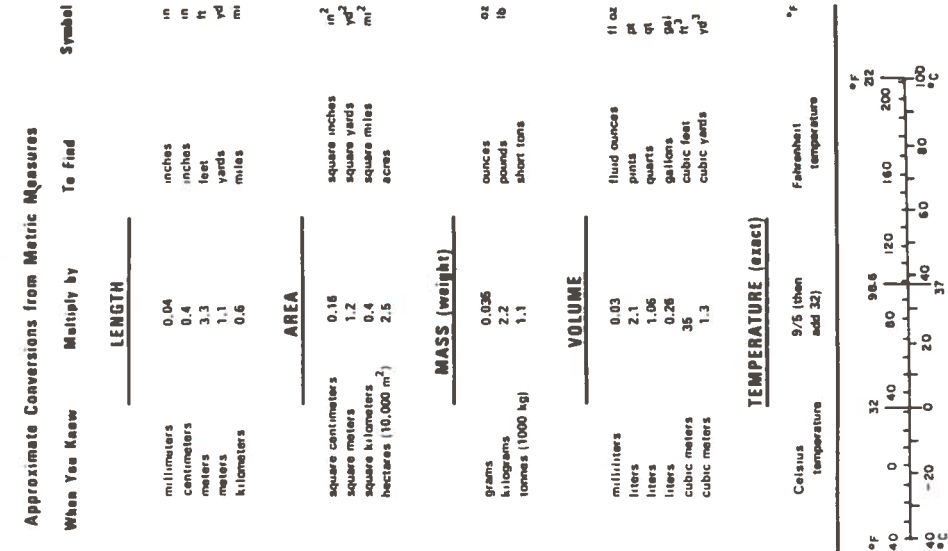 Approximate Conversions from Metric Measures
When You Know Multiply by To Find Symbol
LENGTH
millimeters 0.04 inches in
centimeters 0.4 inches in
meters 3.3 feet ft
meters 1.1 yards yd
kilometers 0.6 miles mi
AREA
square centimeters 0.16 square inches in²
square meters 1.2 square yards yd²
square kilometers 0.4 square miles mi²
hectares (10,000 m²) 2.5 acres
MASS (weight)
grams 0.035 ounces oz
kilograms 2.2 pounds lb
tonnes (1000 kg) 1.1 short tons
VOLUME
milliliters 0.03 fluid ounces fl oz
liters 2.1 pints pt
liters 1.06 quarts qt
liters 0.26 gallons gal
cubic meters 35 cubic feet ft³
cubic meters 1.3 cubic yards yd³
TEMPERATURE (exact)
Celsius 9/5 (then Fahrenheit °F
temperature add 32) temperature
°F 32 98.6 °F
40 0 40 80 120 160 200 212
40 -20 0 20 40 60 80 100
°C 37 °C